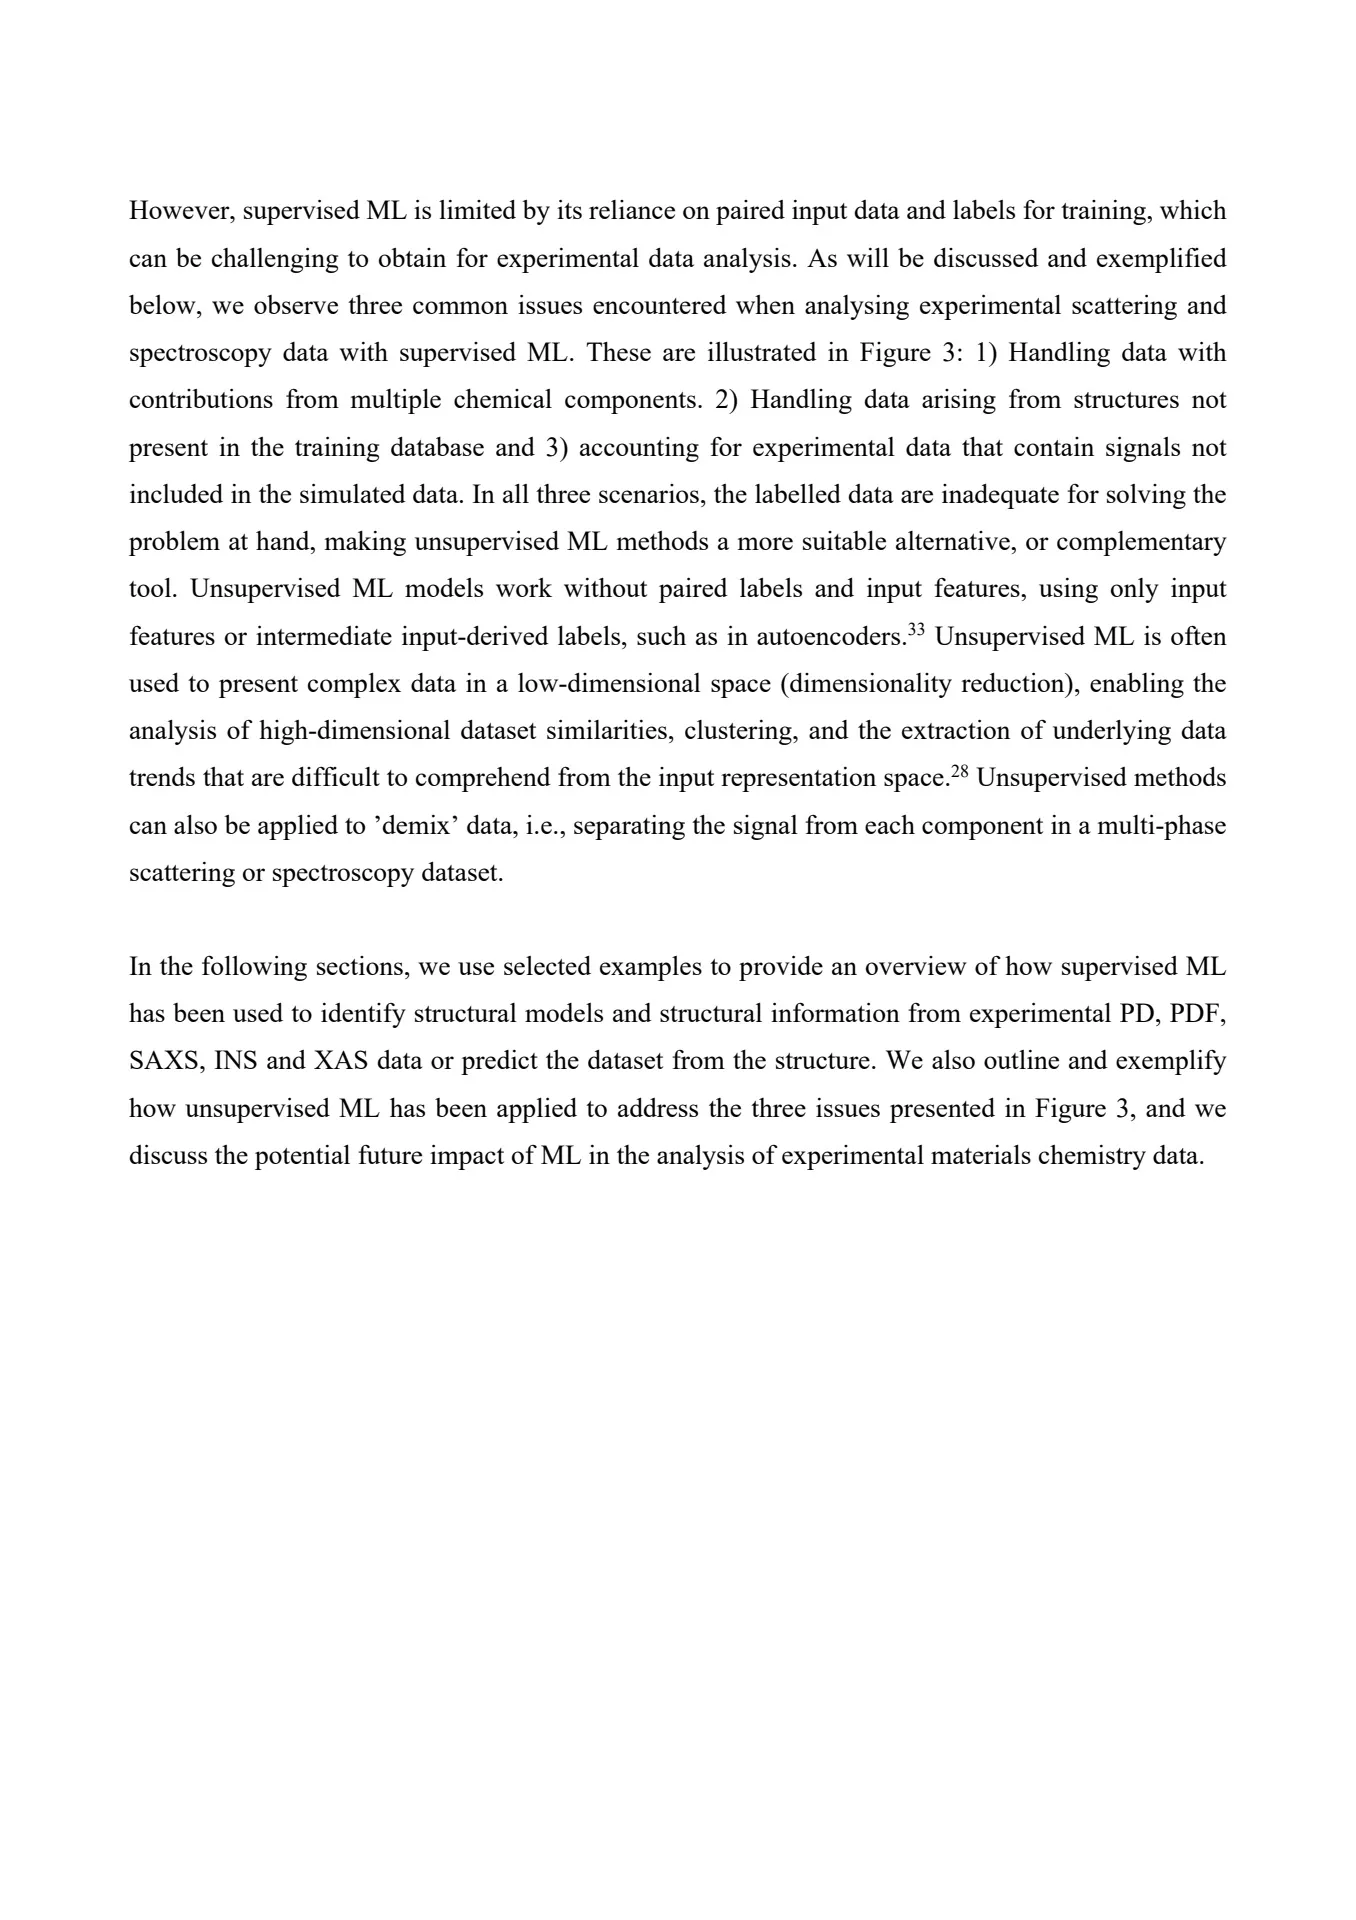 However, supervised ML is limited by its reliance on paired input data and labels for training, which
can be challenging to obtain for experimental data analysis. As will be discussed and exemplified
below, we observe three common issues encountered when analysing experimental scattering and
spectroscopy data with supervised ML. These are illustrated in Figure 3: 1) Handling data with
contributions from multiple chemical components. 2) Handling data arising from structures not
present in the training database and 3) accounting for experimental data that contain signals not
included in the simulated data. In all three scenarios, the labelled data are inadequate for solving the
problem at hand, making unsupervised ML methods a more suitable alternative, or complementary
tool. Unsupervised ML models work without paired labels and input features, using only input
features or intermediate input-derived labels, such as in autoencoders.33 Unsupervised ML is often
used to present complex data in a low-dimensional space (dimensionality reduction), enabling the
analysis of high-dimensional dataset similarities, clustering, and the extraction of underlying data
trends that are difficult to comprehend from the input representation space.28 Unsupervised methods
can also be applied to ’demix’ data, i.e., separating the signal from each component in a multi-phase
scattering or spectroscopy dataset.
In the following sections, we use selected examples to provide an overview of how supervised ML
has been used to identify structural models and structural information from experimental PD, PDF,
SAXS, INS and XAS data or predict the dataset from the structure. We also outline and exemplify
how unsupervised ML has been applied to address the three issues presented in Figure 3, and we
discuss the potential future impact of ML in the analysis of experimental materials chemistry data.